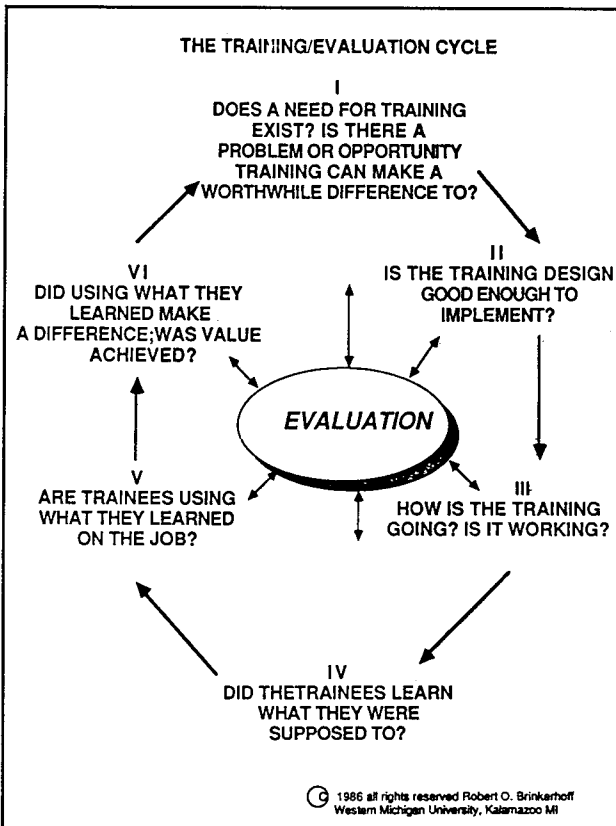 THE TRAINING/EVALUATION CYCLE
I
DOES A NEED FOR TRAINING
EXIST? IS THERE A
PROBLEM OR OPPORTUNITY
TRAINING CAN MAKE A
WORTHWHILE DIFFERENCE TO?
II
IS THE TRAINING DESIGN
GOOD ENOUGH TO
IMPLEMENT?
III
HOW IS THE TRAINING
GOING? IS IT WORKING?
IV
DID THETRAINEES LEARN
WHAT THEY WERE
SUPPOSED TO?
V
ARE TRAINEES USING
WHAT THEY LEARNED
ON THE JOB?
VI
DID USING WHAT THEY
LEARNED MAKE
A DIFFERENCE;WAS VALUE
ACHIEVED?
EVALUATION
© 1986 all rights reserved Robert O. Brinkerhoff
Western Michigan University, Kalamazoo MI